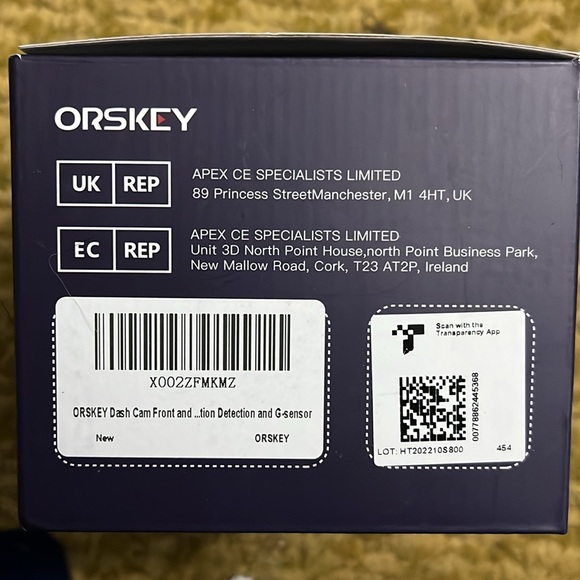 ORSKEY
UK REP
APEX CE SPECIALISTS LIMITED
89 Princess StreetManchester, M1 4HT, UK
EC REP
APEX CE SPECIALISTS LIMITED
Unit 3D North Point House,north Point Business Park,
New Mallow Road, Cork, T23 AT2P, Ireland
X002ZFMKMZ
ORSKEY Dash Cam Front and ...tion Detection and G-sensor
New ORSKEY
Scan with the
Transparency App
00778862445368
LOT: HT202210S800 454